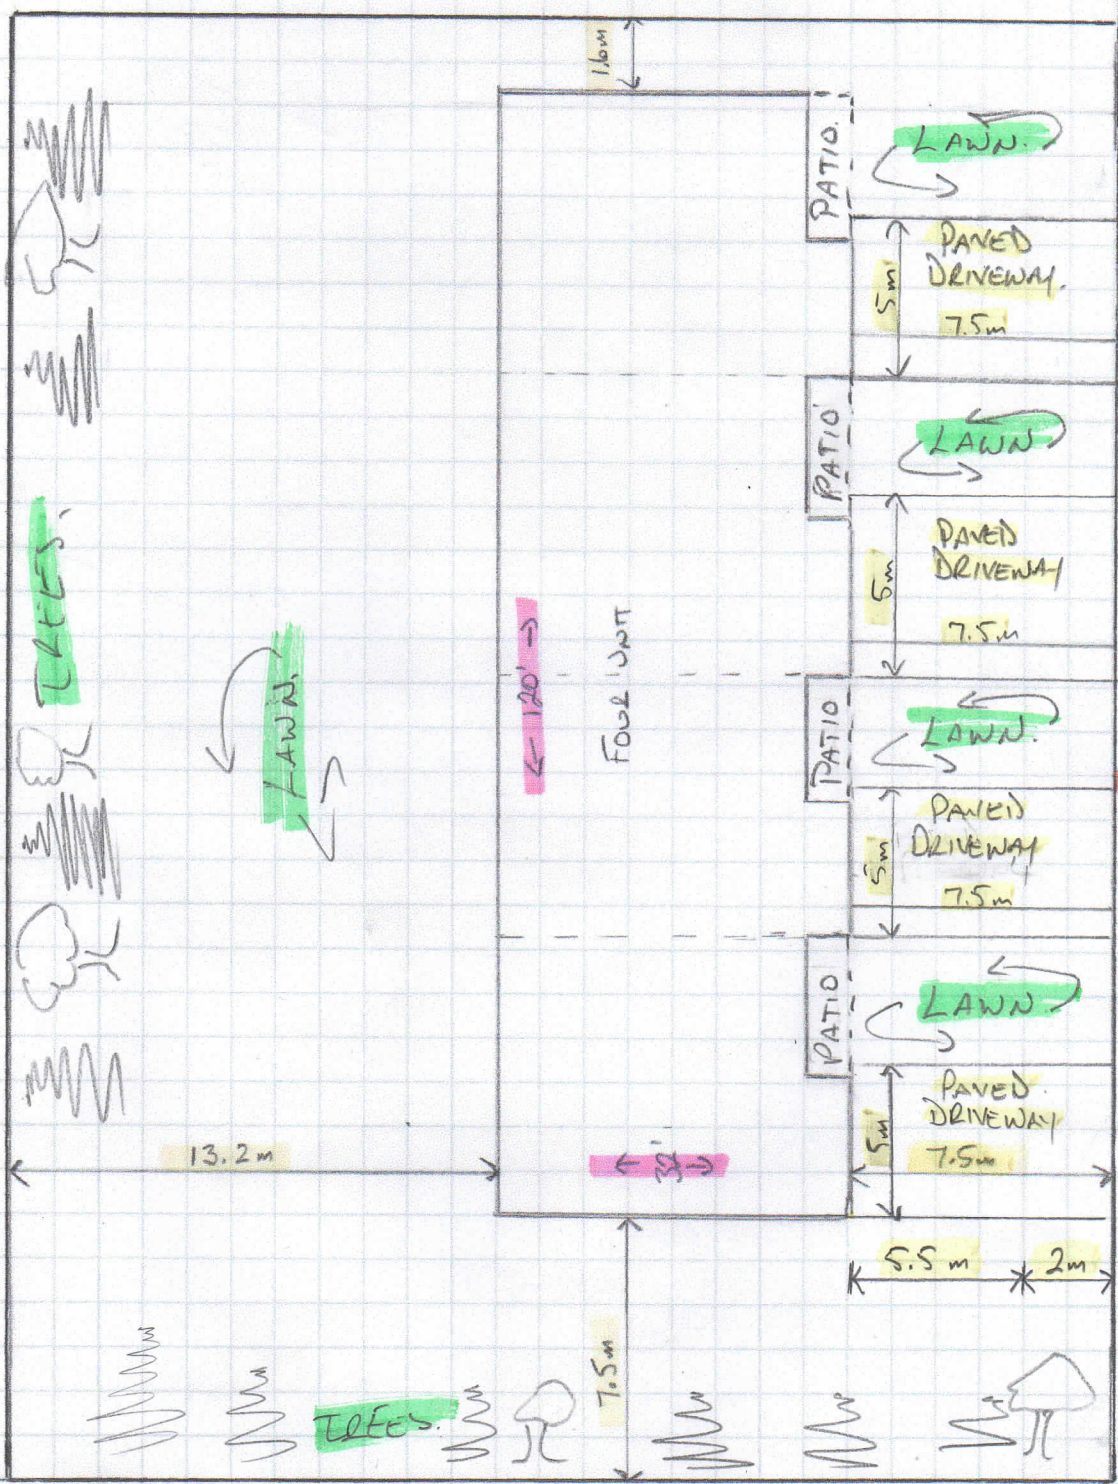 1.6m
PATIO.
LAWN.
5m
PAVED
DRIVEWAY.
7.5m
PATIO
LAWN
TREES.
5m
PAVED
DRIVEWAY
7.5m
LAWN.
← 120' →
FOUR UNIT
PATIO
LAWN.
5m
PAVED
DRIVEWAY
7.5m
PATIO
LAWN
5m
PAVED.
DRIVEWAY
7.5m
13.2m
← 32' →
5.5m
2m
7.5m
TREES.